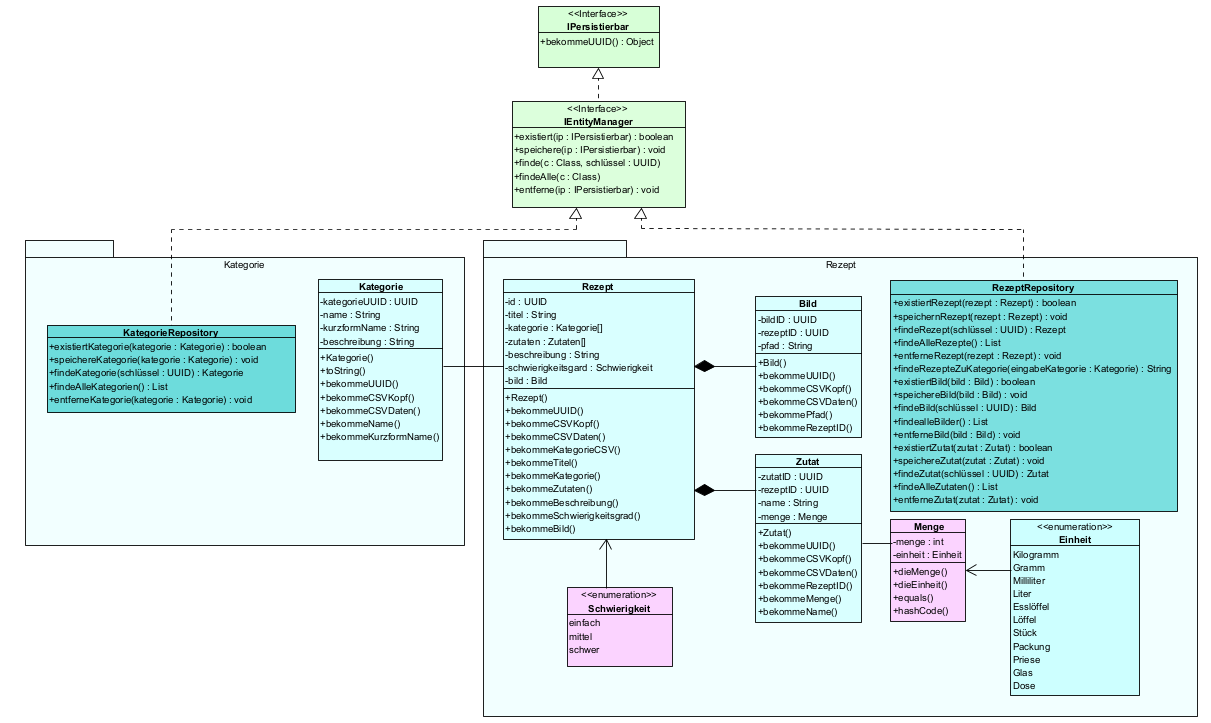 <<Interface>>
IPersistierbar
+bekommeUUID() : Object
<<Interface>>
IEntityManager
+existiert(ip : IPersistierbar) : boolean
+speichere(ip : IPersistierbar) : void
+finde(c : Class, schlüssel : UUID)
+findeAlle(c : Class)
+entferne(ip : IPersistierbar) : void
Kategorie
KategorieRepository
+existiertKategorie(kategorie : Kategorie) : boolean
+speichereKategorie(kategorie : Kategorie) : void
+findeKategorie(schlüssel : UUID) : Kategorie
+findeAlleKategorien() : List
+entferneKategorie(kategorie : Kategorie) : void
Kategorie
-kategorieUUID : UUID
-name : String
-kurzformName : String
-beschreibung : String
+Kategorie()
+toString()
+bekommeUUID()
+bekommeCSVKopf()
+bekommeCSVDaten()
+bekommeName()
+bekommeKurzformName()
Rezept
Rezept
-id : UUID
-titel : String
-kategorie : Kategorie[]
-zutaten : Zutaten[]
-beschreibung : String
-schwierigkeitsgard : Schwierigkeit
-bild : Bild
+Rezept()
+bekommeUUID()
+bekommeCSVKopf()
+bekommeCSVDaten()
+bekommeKategorieCSV()
+bekommeTitel()
+bekommeKategorie()
+bekommeZutaten()
+bekommeBeschreibung()
+bekommeSchwierigkeitsgrad()
+bekommeBild()
<<enumeration>>
Schwierigkeit
einfach
mittel
schwer
Bild
-bildID : UUID
-rezeptID : UUID
-pfad : String
+Bild()
+bekommeUUID()
+bekommeCSVKopf()
+bekommeCSVDaten()
+bekommePfad()
+bekommeRezeptID()
Zutat
-zutatID : UUID
-rezeptID : UUID
-name : String
-menge : Menge
+Zutat()
+bekommeUUID()
+bekommeCSVKopf()
+bekommeCSVDaten()
+bekommeRezeptID()
+bekommeMenge()
+bekommeName()
RezeptRepository
+existiertRezept(rezept : Rezept) : boolean
+speichernRezept(rezept : Rezept) : void
+findeRezept(schlüssel : UUID) : Rezept
+findeAlleRezepte() : List
+entferneRezept(rezept : Rezept) : void
+findeRezepteZuKategorie(eingabeKategorie : Kategorie) : String
+existiertBild(bild : Bild) : boolean
+speichereBild(bild : Bild) : void
+findeBild(schlüssel : UUID) : Bild
+findealleBilder() : List
+entferneBild(bild : Bild) : void
+existiertZutat(zutat : Zutat) : boolean
+speichereZutat(zutat : Zutat) : void
+findeZutat(schlüssel : UUID) : Zutat
+findeAlleZutaten() : List
+entferneZutat(zutat : Zutat) : void
Menge
-menge : int
-einheit : Einheit
+dieMenge()
+dieEinheit()
+equals()
+hashCode()
<<enumeration>>
Einheit
Kilogramm
Gramm
Milliliter
Liter
Esslöffel
Löffel
Stück
Packung
Priese
Glas
Dose